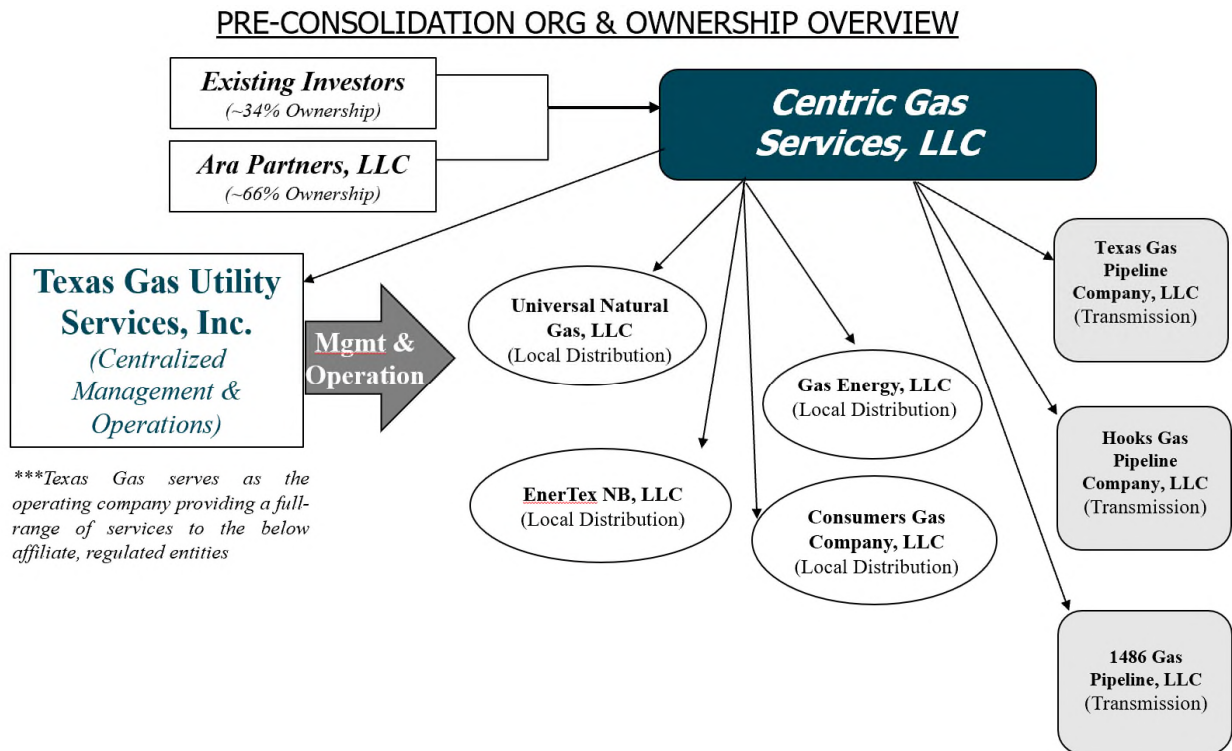 PRE-CONSOLIDATION ORG & OWNERSHIP OVERVIEW
Existing Investors
(~34% Ownership)
Ara Partners, LLC
(~66% Ownership)
Centric Gas
Services, LLC
Texas Gas Utility
Services, Inc.
(Centralized
Management &
Operations)
Mgmt &
Operation
***Texas Gas serves as the
operating company providing a full-
range of services to the below
affiliate, regulated entities
Universal Natural
Gas, LLC
(Local Distribution)
Gas Energy, LLC
(Local Distribution)
EnerTex NB, LLC
(Local Distribution)
Consumers Gas
Company, LLC
(Local Distribution)
Texas Gas
Pipeline
Company, LLC
(Transmission)
Hooks Gas
Pipeline
Company, LLC
(Transmission)
1486 Gas
Pipeline, LLC
(Transmission)